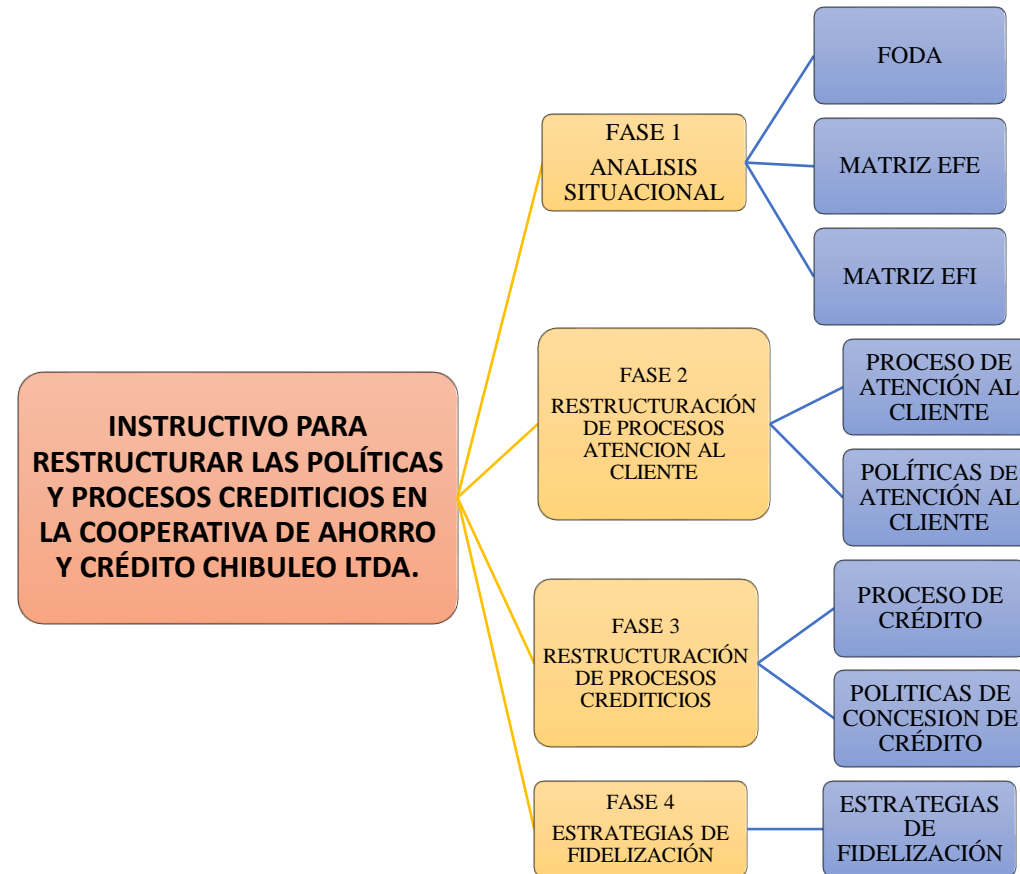 INSTRUCTIVO PARA
RESTRUCTURAR LAS POLÍTICAS
Y PROCESOS CREDITICIOS EN
LA COOPERATIVA DE AHORRO
Y CRÉDITO CHIBULEO LTDA.
FASE 1
ANALISIS
SITUACIONAL
FODA
MATRIZ EFE
MATRIZ EFI
FASE 2
RESTRUCTURACIÓN
DE PROCESOS
ATENCION AL
CLIENTE
PROCESO DE
ATENCIÓN AL
CLIENTE
POLÍTICAS DE
ATENCIÓN AL
CLIENTE
FASE 3
RESTRUCTURACIÓN
DE PROCESOS
CREDITICIOS
PROCESO DE
CRÉDITO
POLITICAS DE
CONCESION DE
CRÉDITO
FASE 4
ESTRATEGIAS DE
FIDELIZACIÓN
ESTRATEGIAS
DE
FIDELIZACIÓN